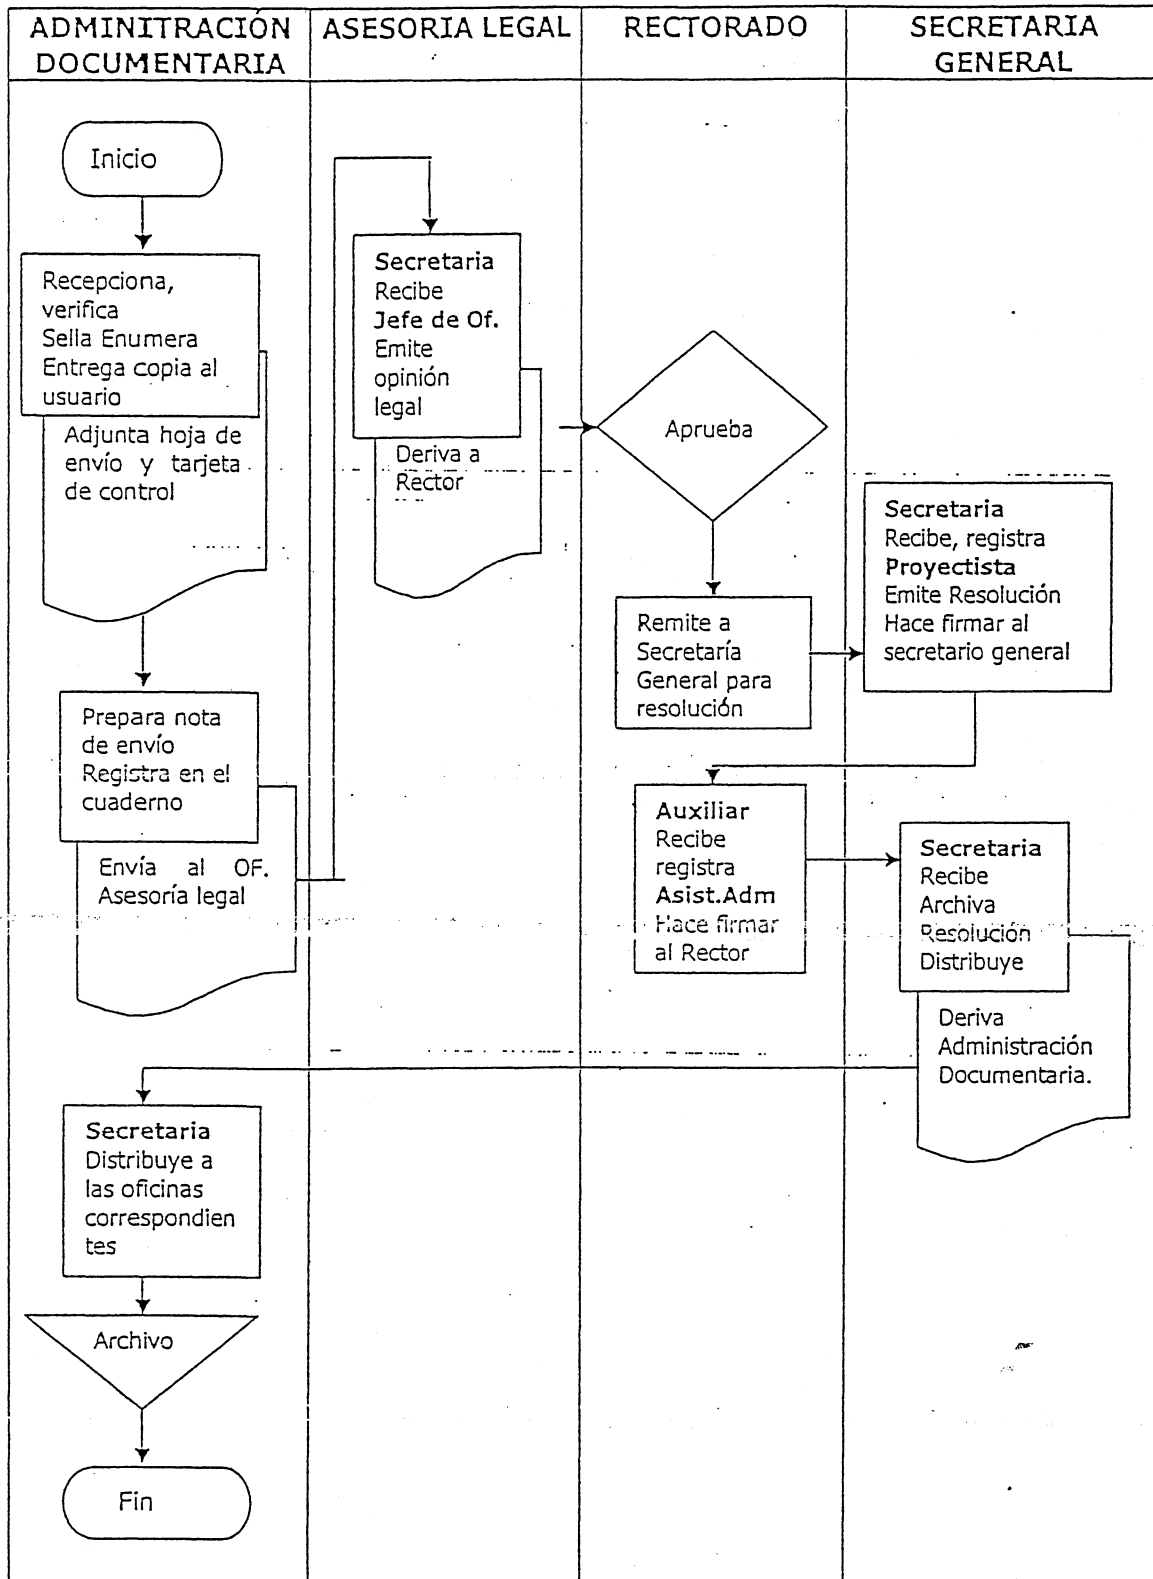 ADMINITRACIÓN
DOCUMENTARIA
ASESORIA LEGAL
RECTORADO
SECRETARIA
GENERAL
Inicio
Recepciona,
verifica
Sella Enumera
Entrega copia al
usuario
Adjunta hoja de
envío y tarjeta
de control
Prepara nota
de envío
Registra en el
cuaderno
Envía al OF.
Asesoría legal
Secretaria
Recibe
Jefe de Of.
Emite
opinión
legal
Deriva a
Rector
Aprueba
Remite a
Secretaría
General para
resolución
Secretaria
Recibe, registra
Proyectista
Emite Resolución
Hace firmar al
secretario general
Auxiliar
Recibe
registra
Asist.Adm
Hace firmar
al Rector
Secretaria
Recibe
Archiva
Resolución
Distribuye
Deriva
Administración
Documentaria.
Secretaria
Distribuye a
las oficinas
correspondien
tes
Archivo
Fin